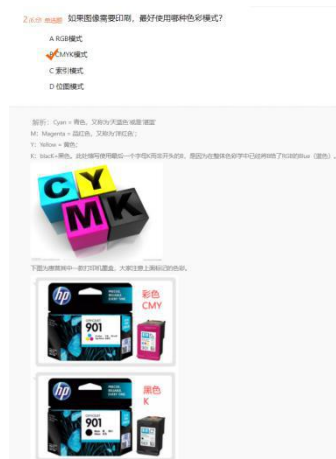 2. 单选题 如果图像需要印刷，最好使用哪种色彩模式？
A RGB模式
B CMYK模式
C 索引模式
D 位图模式
解析：Cyan = 青色，又称为‘天蓝色’或是‘湛蓝’
M：Magenta = 品红色，又称为‘洋红色’；
Y：Yellow = 黄色；
K：blacK=黑色，此处缩写使用最后一个字母K而非开头的B，是因为在整体色彩学中已经将B给了RGB的Blue（蓝色）。
C Y
M K
下图为惠普其中一款打印机墨盒，大家注意上面标记的色彩。
hp
901
彩色
CMY
hp
901
黑色
K